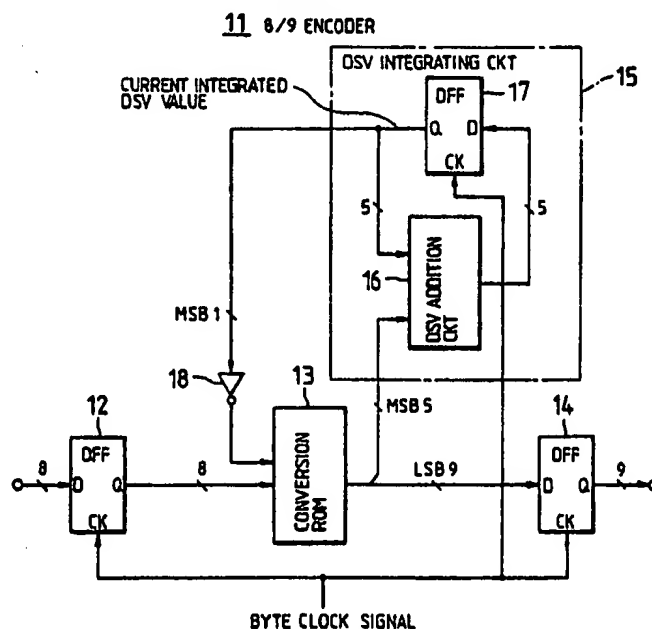 11 8/9 ENCODER
DSV INTEGRATING CKT
15
CURRENT INTEGRATED
DSV VALUE
DFF
17
Q D
CK
5
5
16
DSV ADDITION
CKT
MSB 1
18
13
MSB 5
12
14
DFF
DFF
8
D Q
8
CONVERSION
ROM
LSB 9
D Q
9
CK
CK
BYTE CLOCK SIGNAL